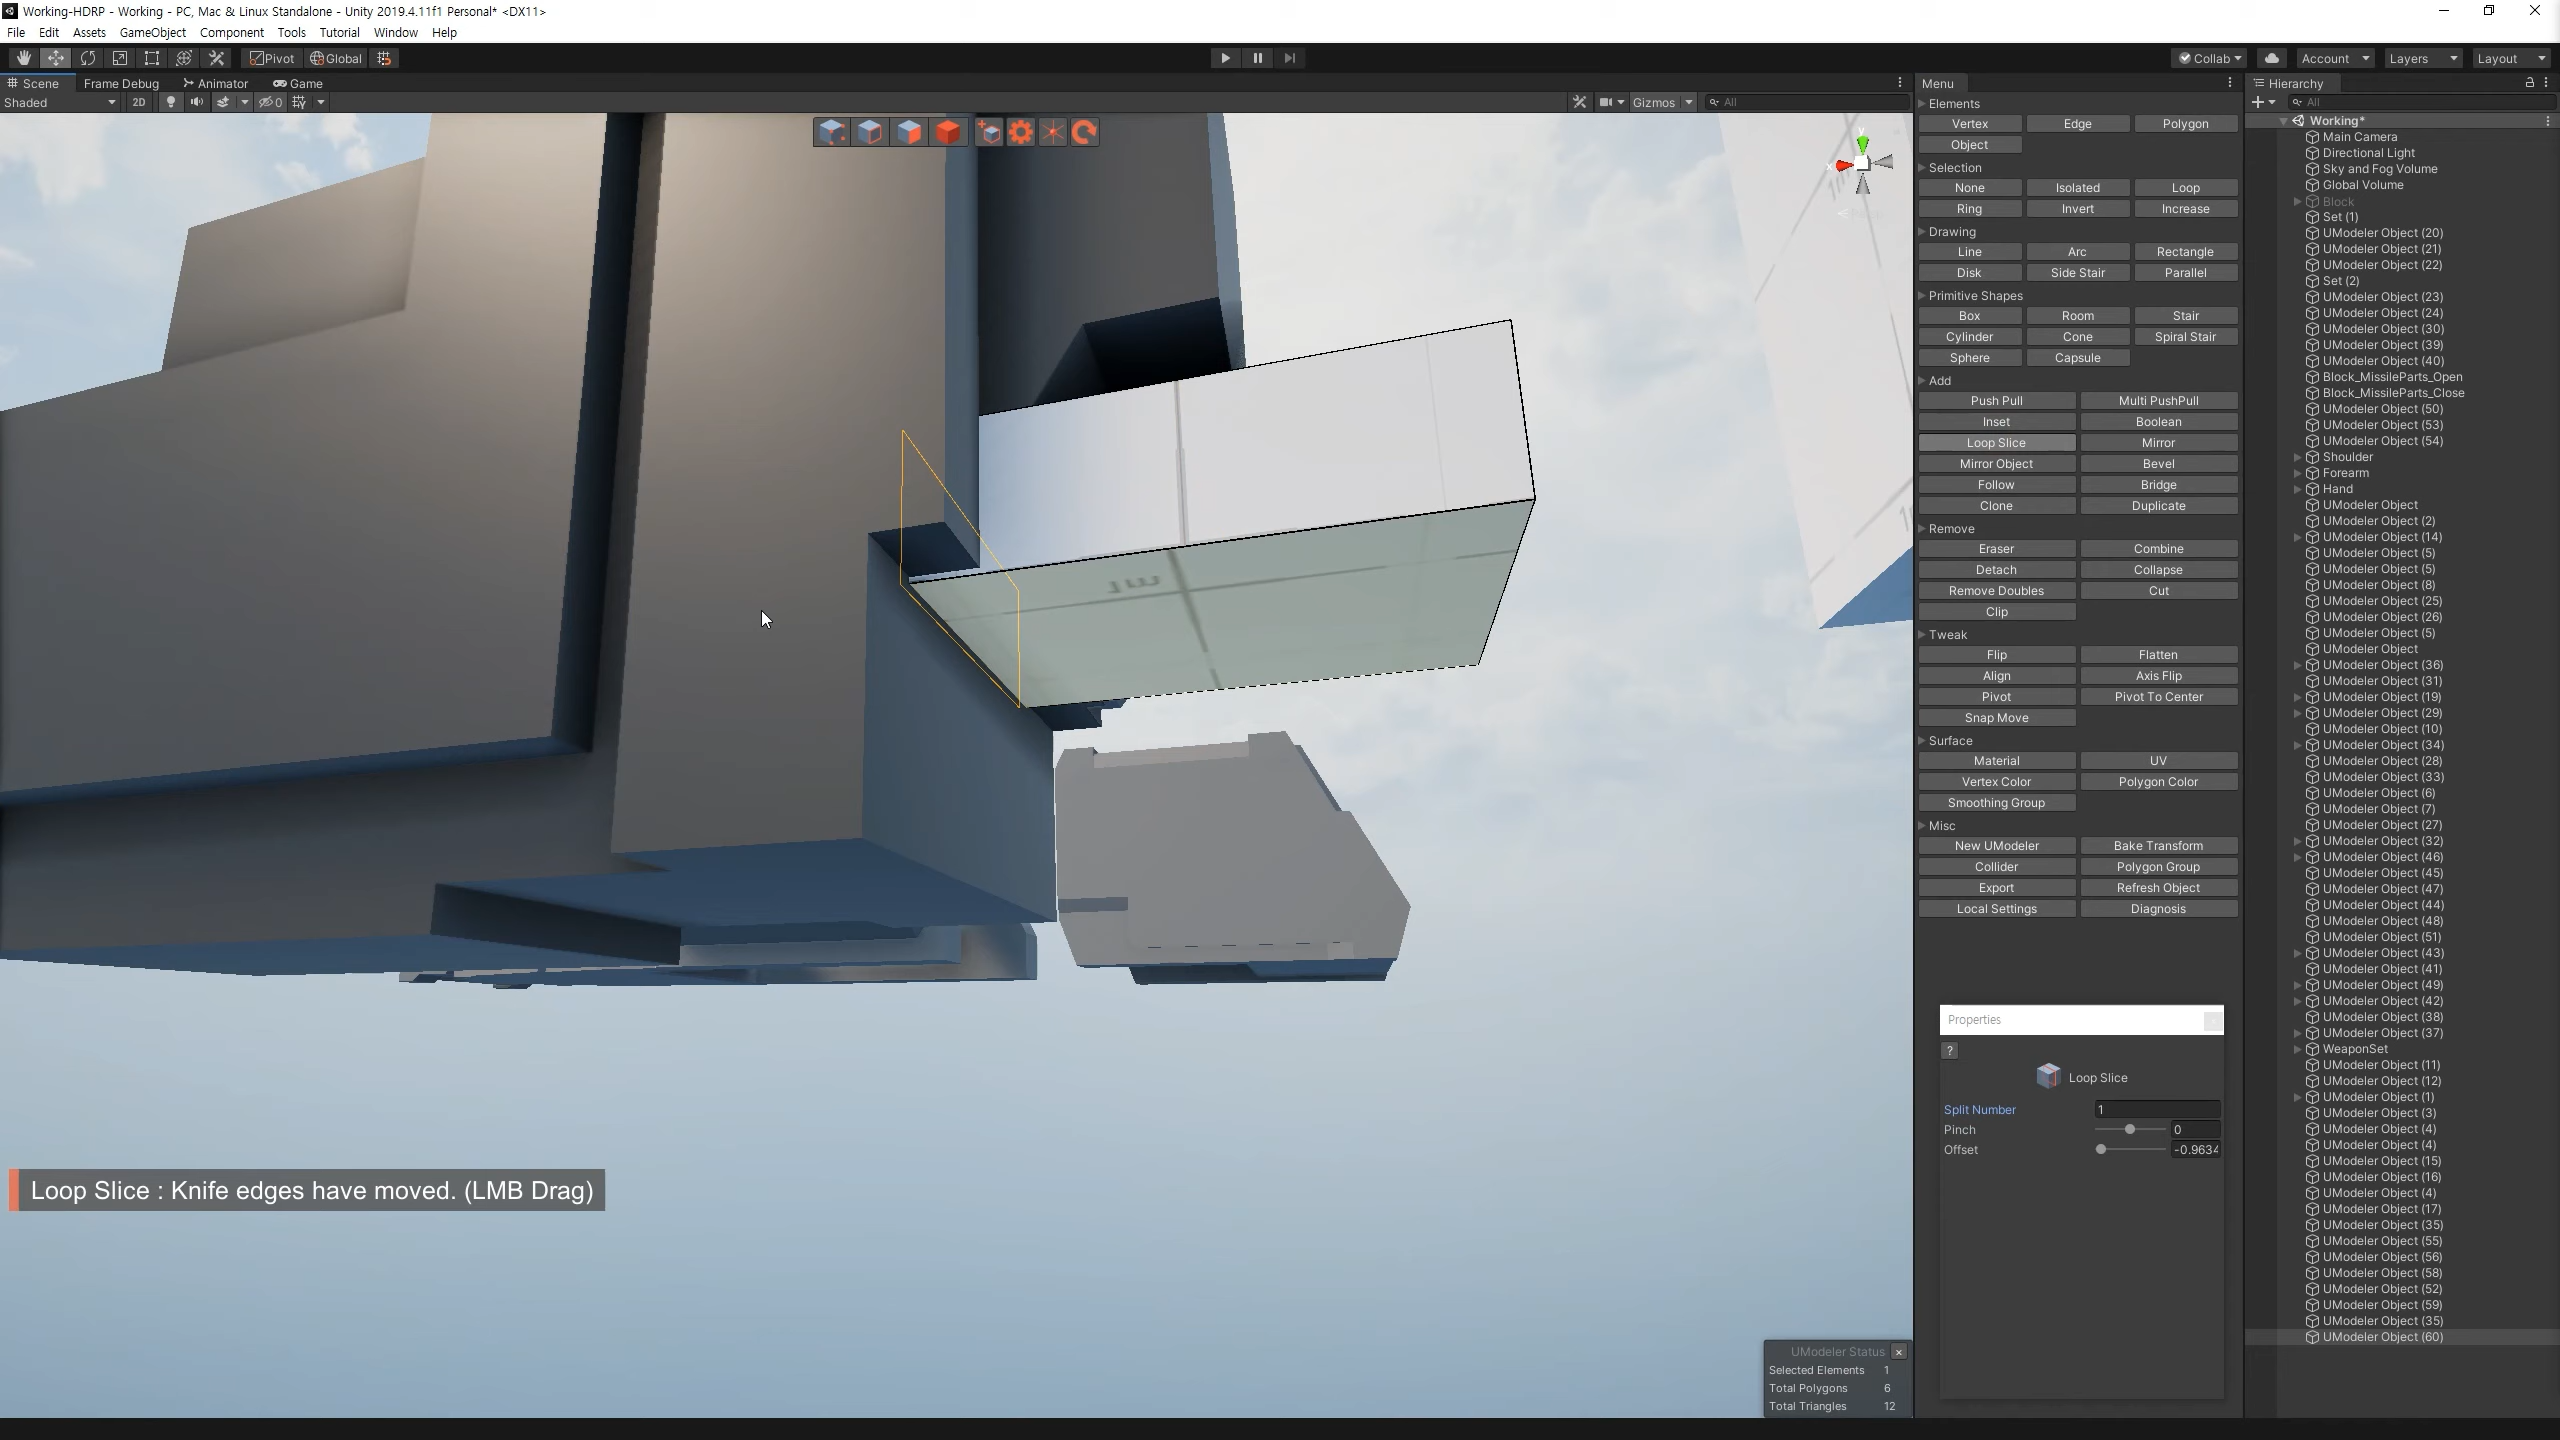 Working-HDRP - Working - PC, Mac & Linux Standalone - Unity 2019.4.11f1 Personal* <DX11>
File Edit Assets GameObject Component Tools Tutorial Window Help
Pivot Global Collab Account Layers Layout
Scene Frame Debug Animator Game
Shaded 2D 0 Gizmos All
y
x
1m
Menu
Elements
Vertex Edge Polygon
Object
Selection
None Isolated Loop
Ring Invert Increase
Drawing
Line Arc Rectangle
Disk Side Stair Parallel
Primitive Shapes
Box Room Stair
Cylinder Cone Spiral Stair
Sphere Capsule
Add
Push Pull Multi PushPull
Inset Boolean
Loop Slice Mirror
Mirror Object Bevel
Follow Bridge
Clone Duplicate
Remove
Eraser Combine
Detach Collapse
Remove Doubles Cut
Clip
Tweak
Flip Flatten
Align Axis Flip
Pivot Pivot To Center
Snap Move
Surface
Material UV
Vertex Color Polygon Color
Smoothing Group
Misc
New UModeler Bake Transform
Collider Polygon Group
Export Refresh Object
Local Settings Diagnosis
Properties
?
Loop Slice
Split Number 1
Pinch 0
Offset -0.9634
Loop Slice : Knife edges have moved. (LMB Drag)
UModeler Status x
Selected Elements 1
Total Polygons 6
Total Triangles 12
Hierarchy
All
Working*
Main Camera
Directional Light
Sky and Fog Volume
Global Volume
Block
Set (1)
UModeler Object (20)
UModeler Object (21)
UModeler Object (22)
Set (2)
UModeler Object (23)
UModeler Object (24)
UModeler Object (30)
UModeler Object (39)
UModeler Object (40)
Block_MissileParts_Open
Block_MissileParts_Close
UModeler Object (50)
UModeler Object (53)
UModeler Object (54)
Shoulder
Forearm
Hand
UModeler Object
UModeler Object (2)
UModeler Object (14)
UModeler Object (5)
UModeler Object (5)
UModeler Object (8)
UModeler Object (25)
UModeler Object (26)
UModeler Object (5)
UModeler Object
UModeler Object (36)
UModeler Object (31)
UModeler Object (19)
UModeler Object (29)
UModeler Object (10)
UModeler Object (34)
UModeler Object (28)
UModeler Object (33)
UModeler Object (6)
UModeler Object (7)
UModeler Object (27)
UModeler Object (32)
UModeler Object (46)
UModeler Object (45)
UModeler Object (47)
UModeler Object (44)
UModeler Object (48)
UModeler Object (51)
UModeler Object (43)
UModeler Object (41)
UModeler Object (49)
UModeler Object (42)
UModeler Object (38)
UModeler Object (37)
WeaponSet
UModeler Object (11)
UModeler Object (12)
UModeler Object (1)
UModeler Object (3)
UModeler Object (4)
UModeler Object (4)
UModeler Object (15)
UModeler Object (16)
UModeler Object (4)
UModeler Object (17)
UModeler Object (35)
UModeler Object (55)
UModeler Object (56)
UModeler Object (58)
UModeler Object (52)
UModeler Object (59)
UModeler Object (35)
UModeler Object (60)